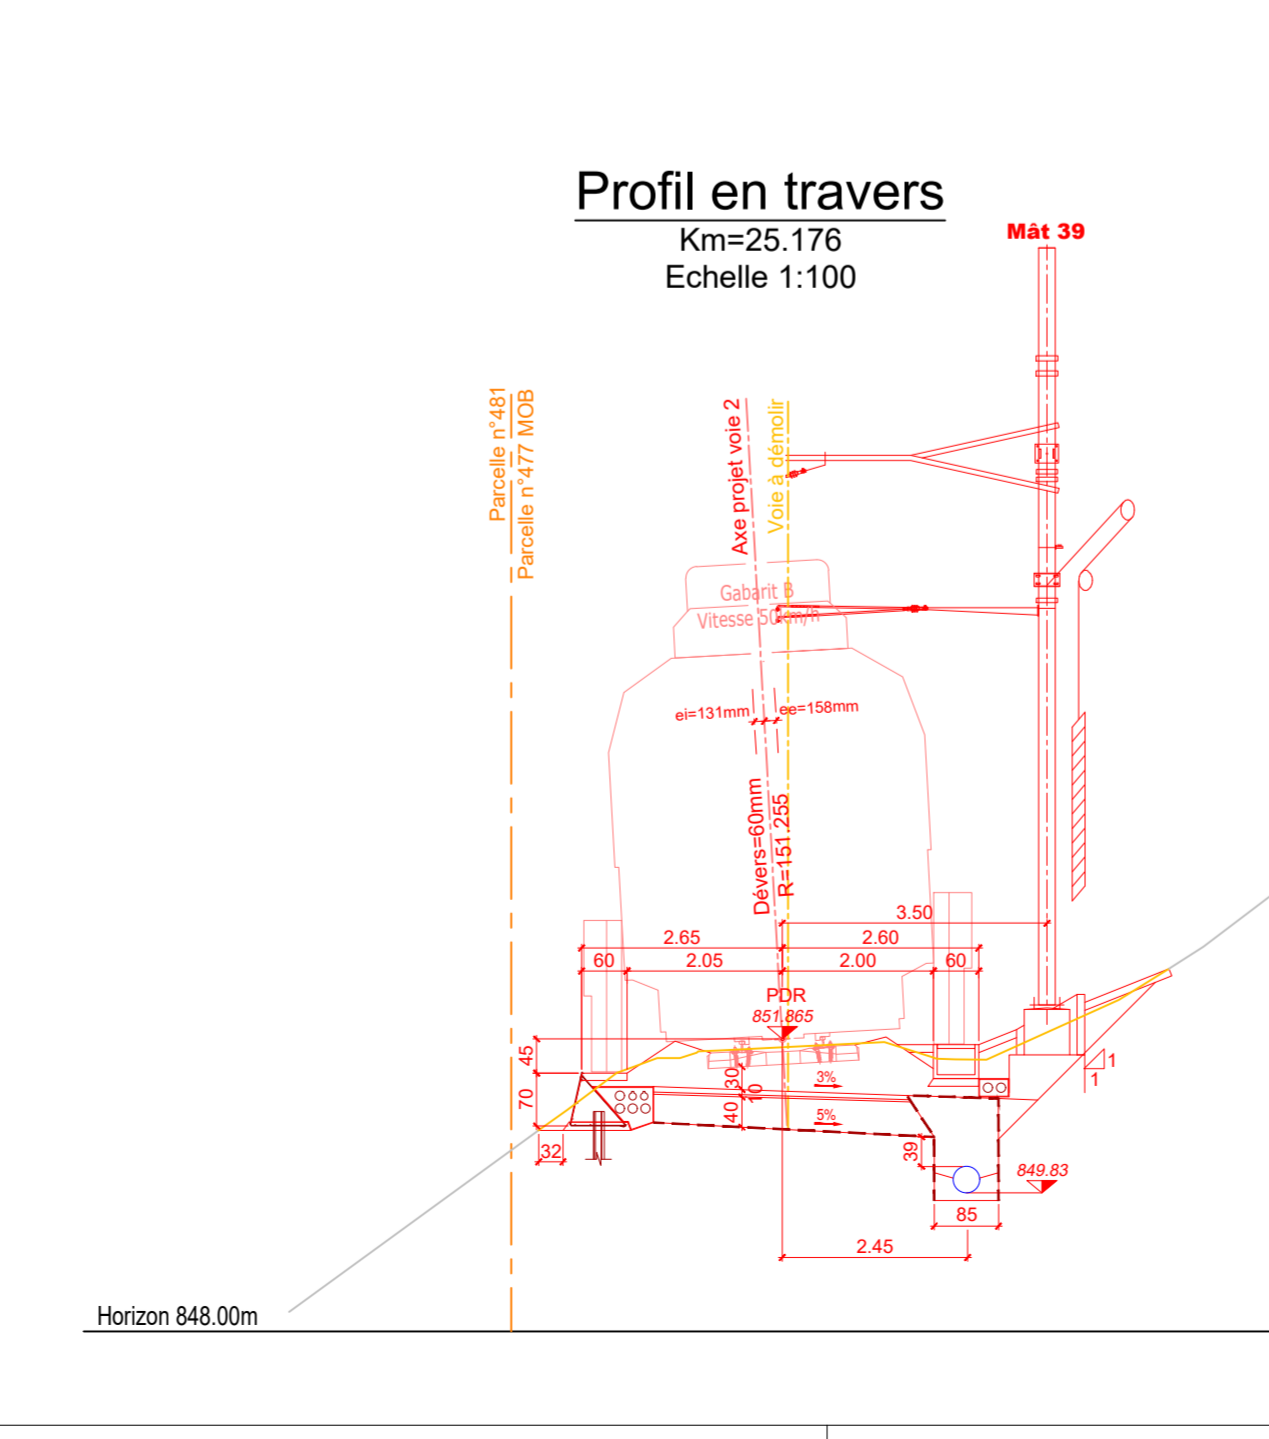 Profil en travers
Km=25.176
Echelle 1:100
Mât 39
Parcelle n°481
Parcelle n°477 MOB
Axe projet voie 2
Voie à démolir
Gabarit B
Vitesse 50km/h
ei=131mm
ee=158mm
Dévers=60mm
R=151.255
3.50
2.65
2.60
60
2.05
2.00
60
PDR
851.865
45
70
30
10
40
3%
5%
1
1
32
39
849.83
85
2.45
Horizon 848.00m